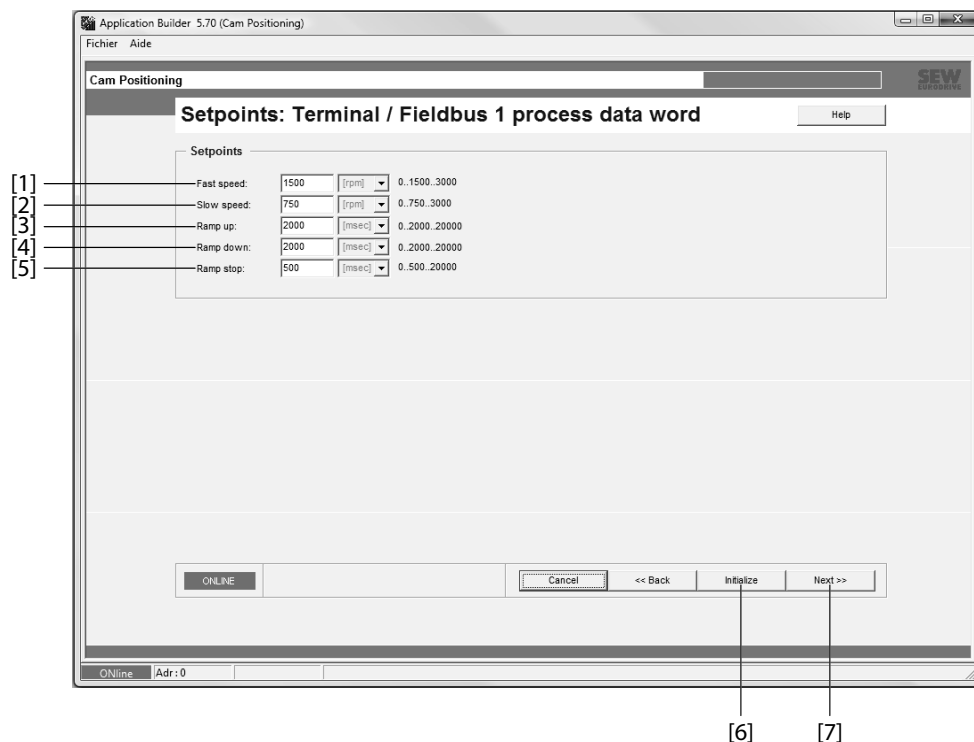 Application Builder 5.70 (Cam Positioning)
Fichier Aide
Cam Positioning
SEW
EURODRIVE
Setpoints: Terminal / Fieldbus 1 process data word
Help
Setpoints
[1] Fast speed: 1500 [rpm] 0..1500..3000
[2] Slow speed: 750 [rpm] 0..750..3000
[3] Ramp up: 2000 [msec] 0..2000..20000
[4] Ramp down: 2000 [msec] 0..2000..20000
[5] Ramp stop: 500 [msec] 0..500..20000
ONLINE Cancel << Back Initialize Next >>
ONline Adr: 0
[6] [7]